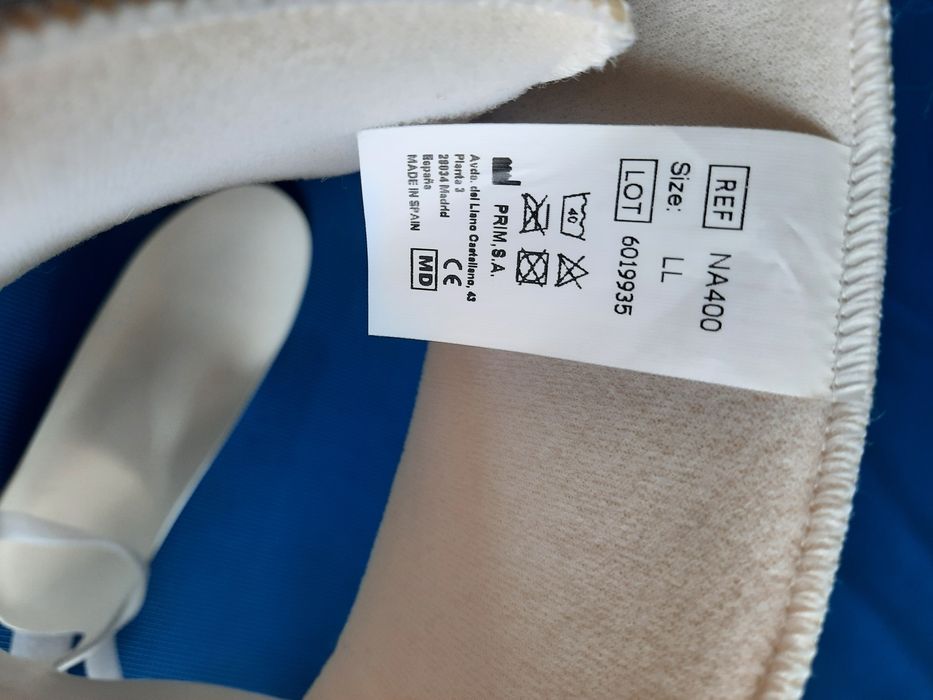 REF NA400
Size: LL
LOT 6019935
40
PRIM, S.A.
Avda. del Llano Castellano, 43
Planta 3
28034 Madrid
España
MADE IN SPAIN
CE
MD